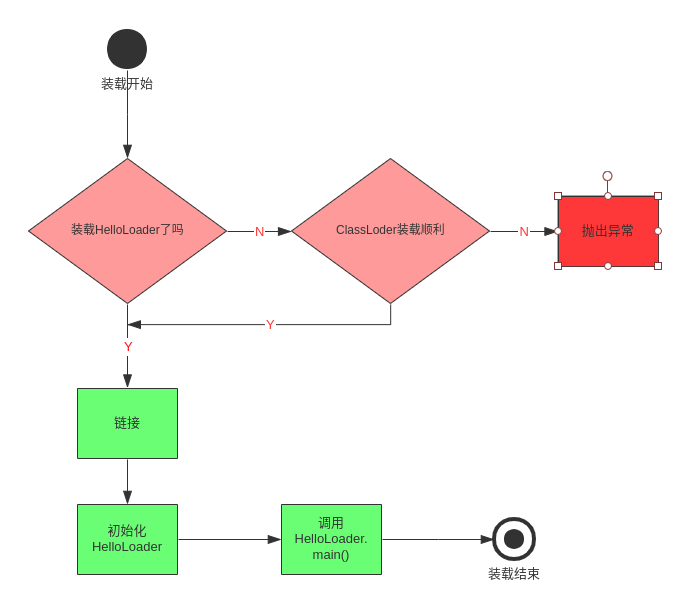 装载开始
装载HelloLoader了吗
N
ClassLoder装载顺利
N
抛出异常
Y
Y
链接
初始化
HelloLoader
调用
HelloLoader.
main()
装载结束